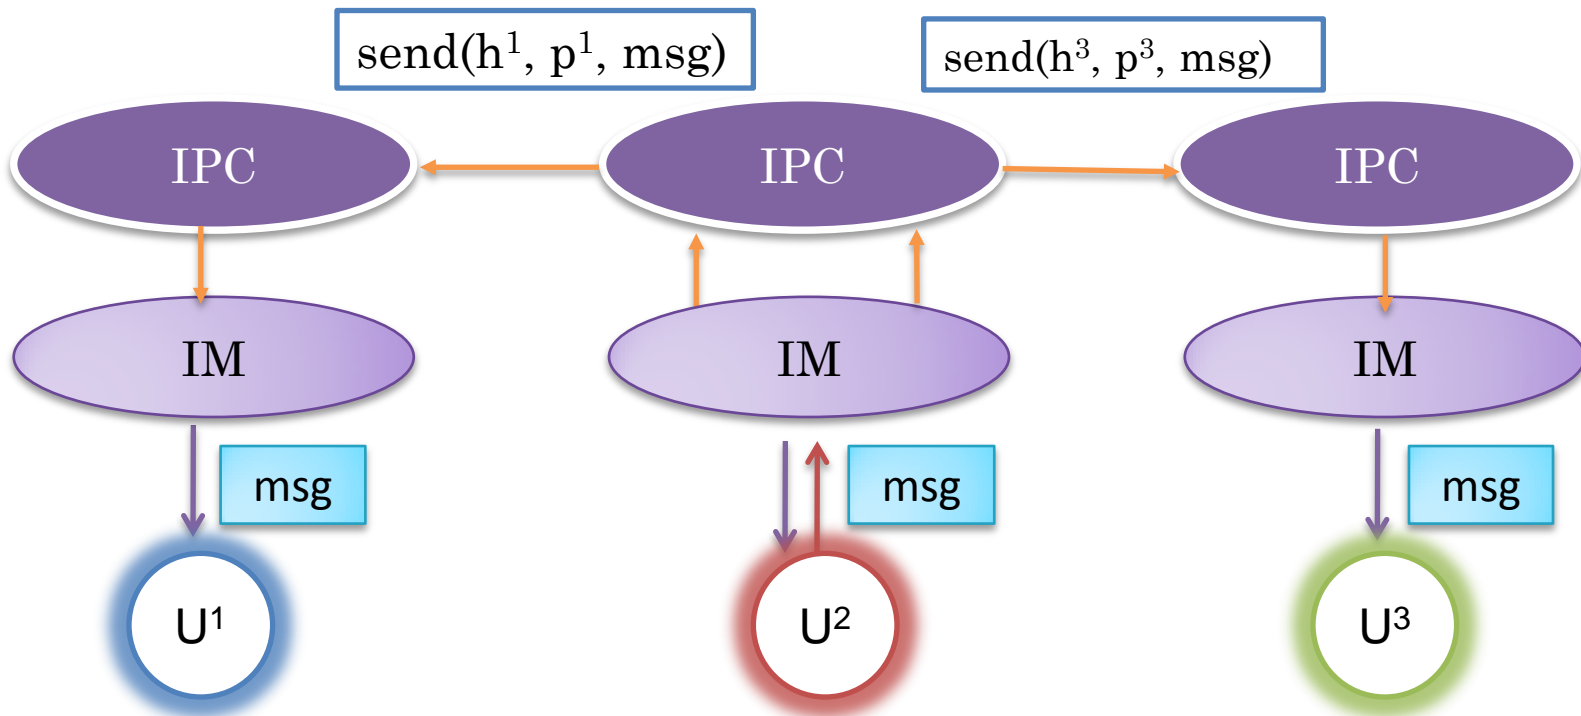 send(h¹, p¹, msg)
send(h³, p³, msg)
IPC
IPC
IPC
IM
IM
IM
msg
msg
msg
U¹
U²
U³